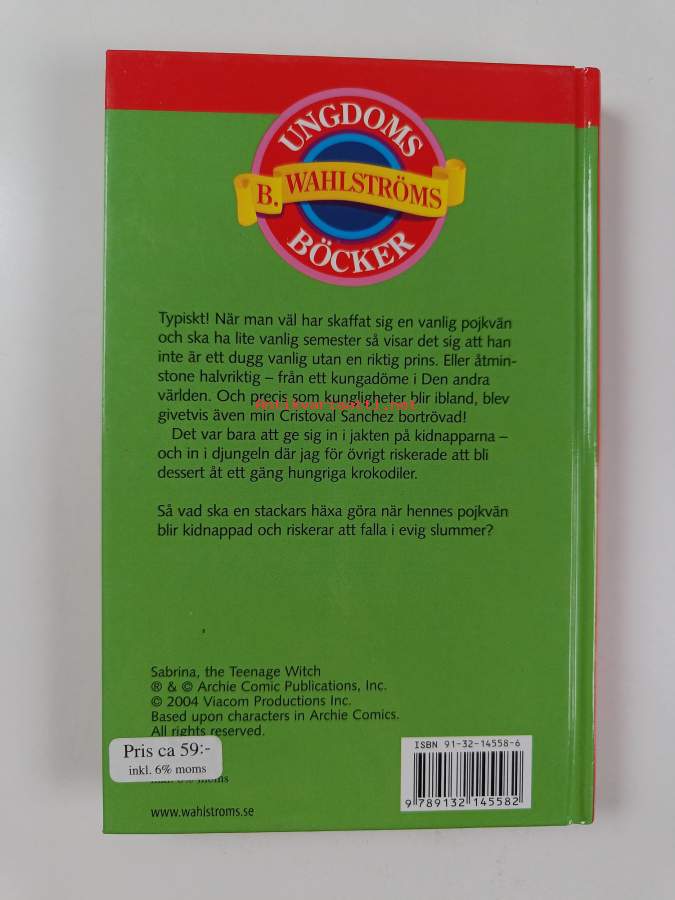 UNGDOMS
B. WAHLSTRÖMS
BÖCKER
Typiskt! När man väl har skaffat sig en vanlig pojkvän
och ska ha lite vanlig semester så visar det sig att han
inte är ett dugg vanlig utan en riktig prins. Eller åtmin-
stone halvriktig – från ett kungadöme i Den andra
världen. Och precis som kungligheter blir ibland, blev
Antikvariaatti.net
givetvis även min Cristoval Sanchez bortrövad!
Det var bara att ge sig in i jakten på kidnapparna –
och in i djungeln där jag för övrigt riskerade att bli
dessert åt ett gäng hungriga krokodiler.
Så vad ska en stackars häxa göra när hennes pojkvän
blir kidnappad och riskerar att falla i evig slummer?
Sabrina, the Teenage Witch
® & © Archie Comic Publications, Inc.
© 2004 Viacom Productions Inc.
Based upon characters in Archie Comics.
All rights reserved.
Pris ca 59:-
inkl. 6% moms
inkl. 6% moms
www.wahlstroms.se
ISBN 91-32-14558-6
9 789132 145582